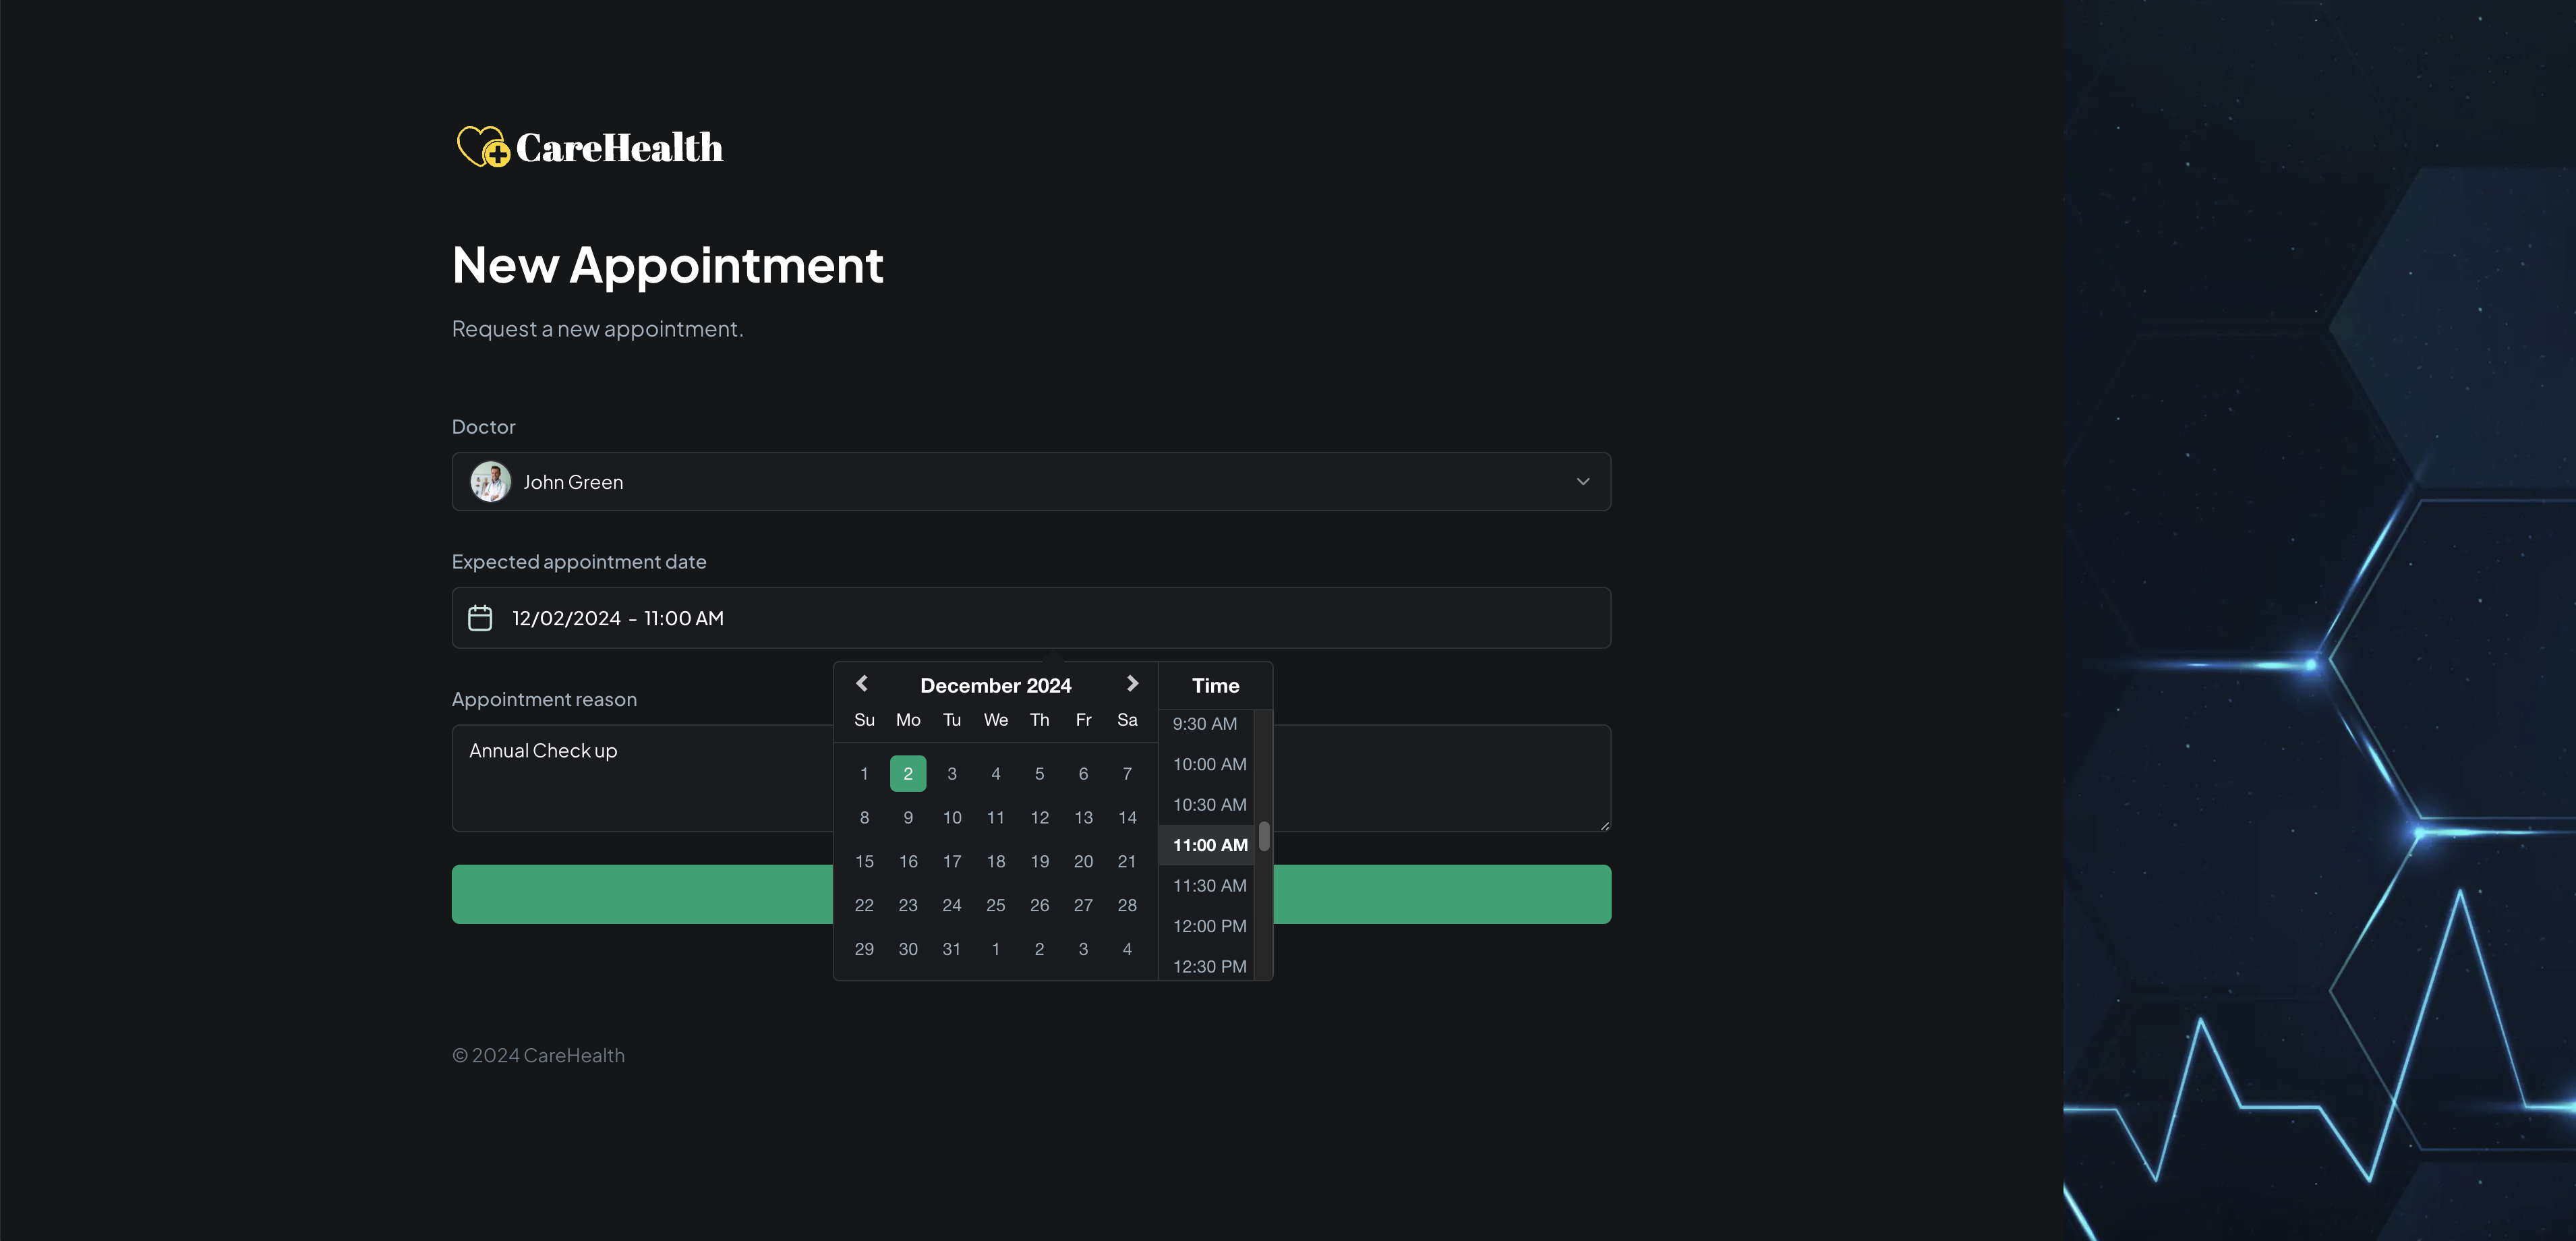 CareHealth
New Appointment
Request a new appointment.
Doctor
John Green
Expected appointment date
12/02/2024 - 11:00 AM
Appointment reason
Annual Check up
December 2024
Su Mo Tu We Th Fr Sa
1 2 3 4 5 6 7
8 9 10 11 12 13 14
15 16 17 18 19 20 21
22 23 24 25 26 27 28
29 30 31 1 2 3 4
Time
9:30 AM
10:00 AM
10:30 AM
11:00 AM
11:30 AM
12:00 PM
12:30 PM
© 2024 CareHealth